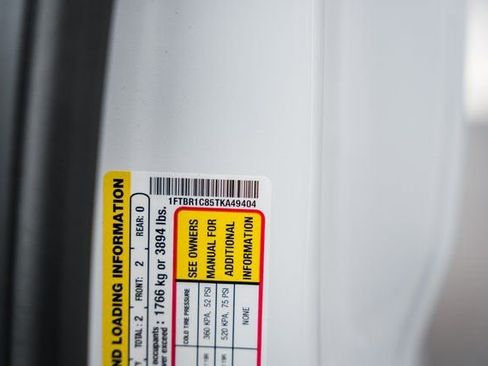 1FTBR1C85TKA49404
ND LOADING INFORMATION
TOTAL: 2 FRONT: 2 REAR: 0
occupants
over exceed : 1766 kg or 3894 lbs.
SEE OWNERS
MANUAL FOR
ADDITIONAL
INFORMATION
COLD TIRE PRESSURE
360 KPA, 52 PSI
520 KPA, 75 PSI
NONE